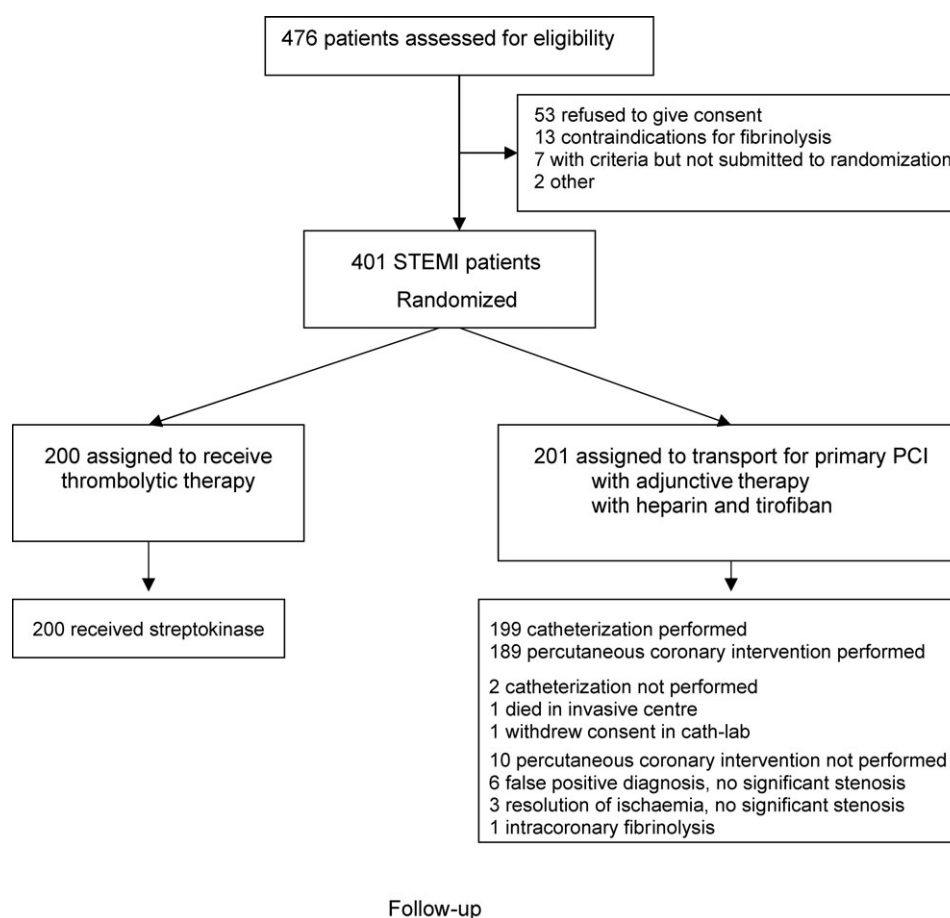 476 patients assessed for eligibility
53 refused to give consent
13 contraindications for fibrinolysis
7 with criteria but not submitted to randomization
2 other
401 STEMI patients
Randomized
200 assigned to receive
thrombolytic therapy
201 assigned to transport for primary PCI
with adjunctive therapy
with heparin and tirofiban
200 received streptokinase
199 catheterization performed
189 percutaneous coronary intervention performed
2 catheterization not performed
1 died in invasive centre
1 withdrew consent in cath-lab
10 percutaneous coronary intervention not performed
6 false positive diagnosis, no significant stenosis
3 resolution of ischaemia, no significant stenosis
1 intracoronary fibrinolysis
Follow-up